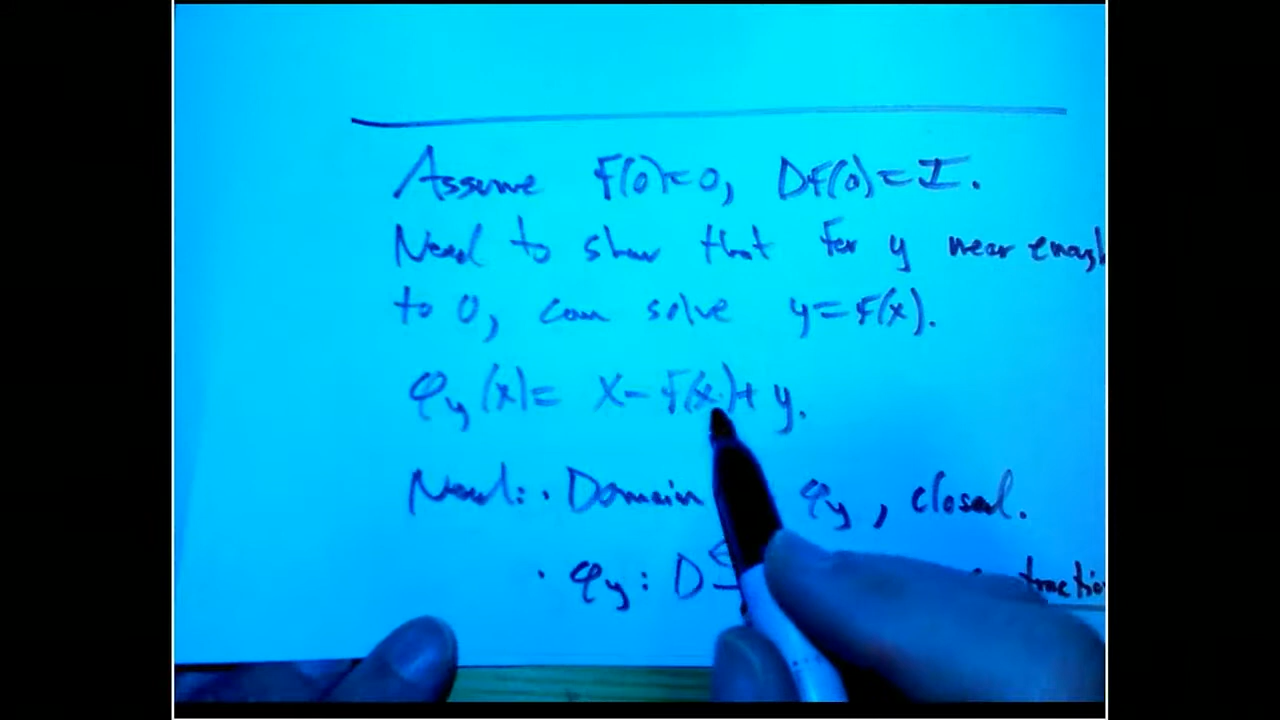 Assume F(0)=0, DF(0)=I.
Need to show that for y near enough
to 0, can solve y=F(x).
φy(x)= x-F(x)+y.
Need: · Domain φy, closed.
· φy: D